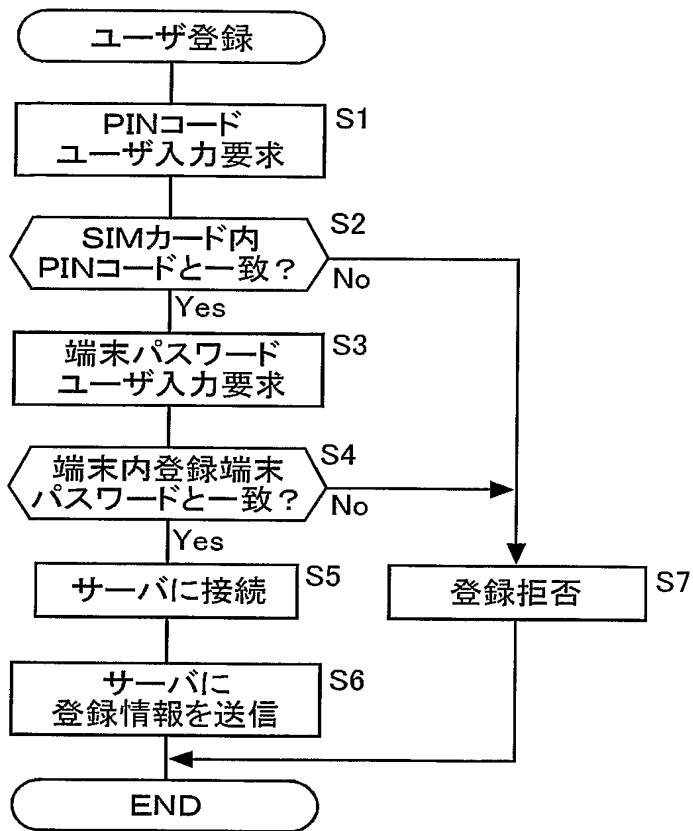 ユーザ登録
PINコード
ユーザ入力要求
S1
SIMカード内
PINコードと一致？
S2
No
Yes
端末パスワード
ユーザ入力要求
S3
端末内登録端末
パスワードと一致？
S4
No
Yes
サーバに接続
S5
登録拒否
S7
サーバに
登録情報を送信
S6
END